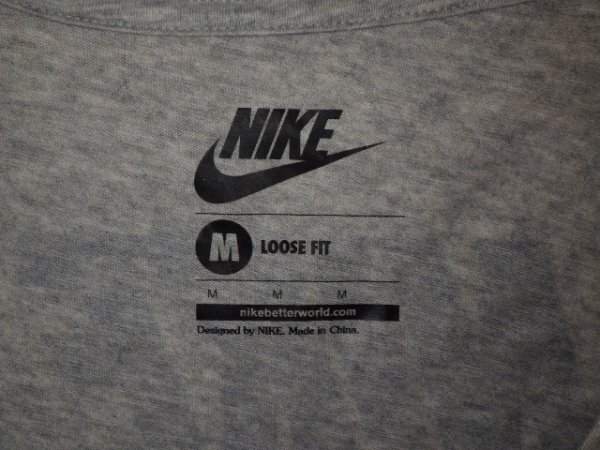 NIKE
M LOOSE FIT
M M M
nikebetterworld.com
Designed by NIKE. Made in China.